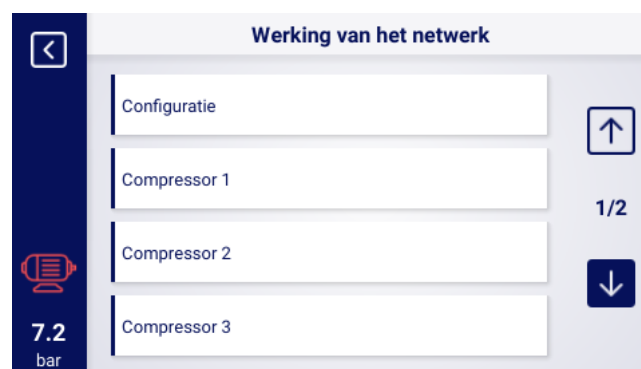 Werking van het netwerk
Configuratie
Compressor 1
Compressor 2
Compressor 3
1/2
7.2
bar